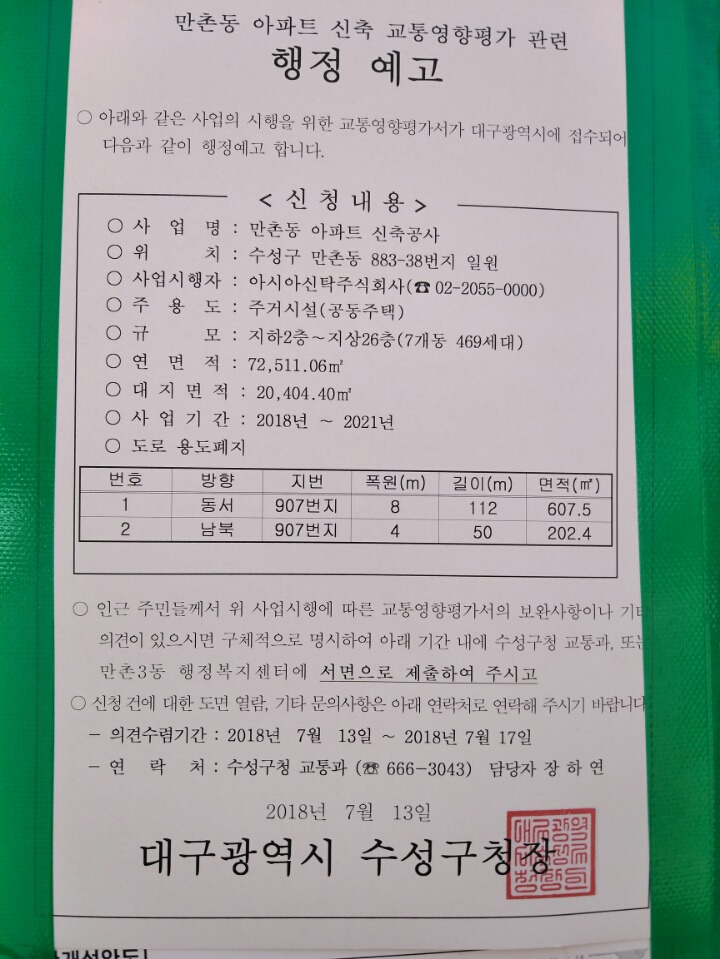 만촌동 아파트 신축 교통영향평가 관련
행정 예고
○ 아래와 같은 사업의 시행을 위한 교통영향평가서가 대구광역시에 접수되어
다음과 같이 행정예고 합니다.
< 신청내용 >
○ 사 업 명 : 만촌동 아파트 신축공사
○ 위 치 : 수성구 만촌동 883-38번지 일원
○ 사업시행자 : 아시아신탁주식회사(☎ 02-2055-0000)
○ 주 용 도 : 주거시설(공동주택)
○ 규 모 : 지하2층~지상26층(7개동 469세대)
○ 연 면 적 : 72,511.06㎡
○ 대 지 면 적 : 20,404.40㎡
○ 사 업 기 간 : 2018년 ~ 2021년
○ 도로 용도폐지
번호 방향 지번 폭원(m) 길이(m) 면적(㎡)
1 동서 907번지 8 112 607.5
2 남북 907번지 4 50 202.4
○ 인근 주민들께서 위 사업시행에 따른 교통영향평가서의 보완사항이나 기타
의견이 있으시면 구체적으로 명시하여 아래 기간 내에 수성구청 교통과, 또는
만촌3동 행정복지센터에 서면으로 제출하여 주시고
○ 신청 건에 대한 도면 열람, 기타 문의사항은 아래 연락처로 연락해 주시기 바랍니다
- 의견수렴기간 : 2018년 7월 13일 ~ 2018년 7월 17일
- 연 락 처 : 수성구청 교통과 (☏ 666-3043) 담당자 장 하 연
2018년 7월 13일
대구광역시 수성구청장